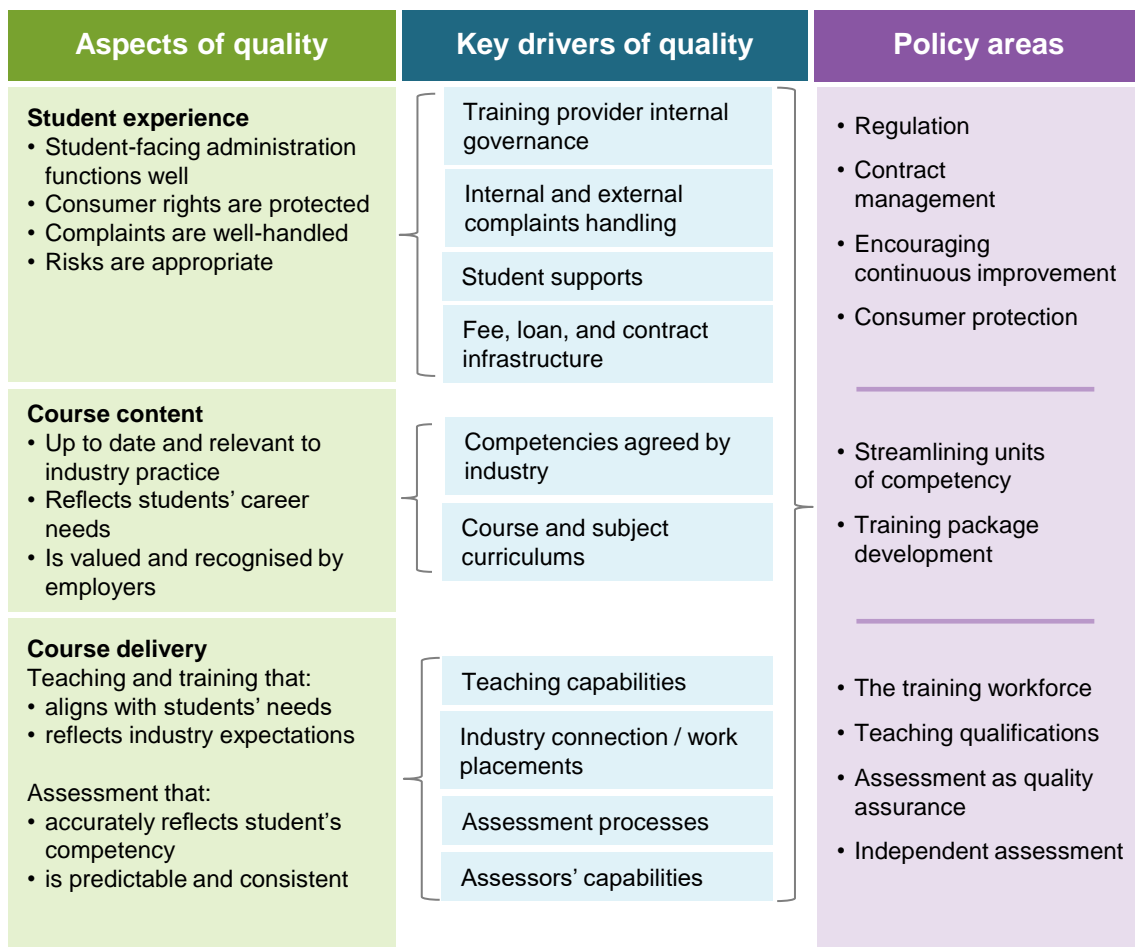 Aspects of quality
Key drivers of quality
Policy areas
Student experience
• Student-facing administration
functions well
• Consumer rights are protected
• Complaints are well-handled
• Risks are appropriate
Training provider internal
governance
Internal and external
complaints handling
Student supports
Fee, loan, and contract
infrastructure
• Regulation
• Contract
management
• Encouraging
continuous improvement
• Consumer protection
Course content
• Up to date and relevant to
industry practice
• Reflects students’ career
needs
• Is valued and recognised by
employers
Competencies agreed by
industry
Course and subject
curriculums
• Streamlining units
of competency
• Training package
development
Course delivery
Teaching and training that:
• aligns with students’ needs
• reflects industry expectations
Assessment that:
• accurately reflects student’s
competency
• is predictable and consistent
Teaching capabilities
Industry connection / work
placements
Assessment processes
Assessors’ capabilities
• The training workforce
• Teaching qualifications
• Assessment as quality
assurance
• Independent assessment